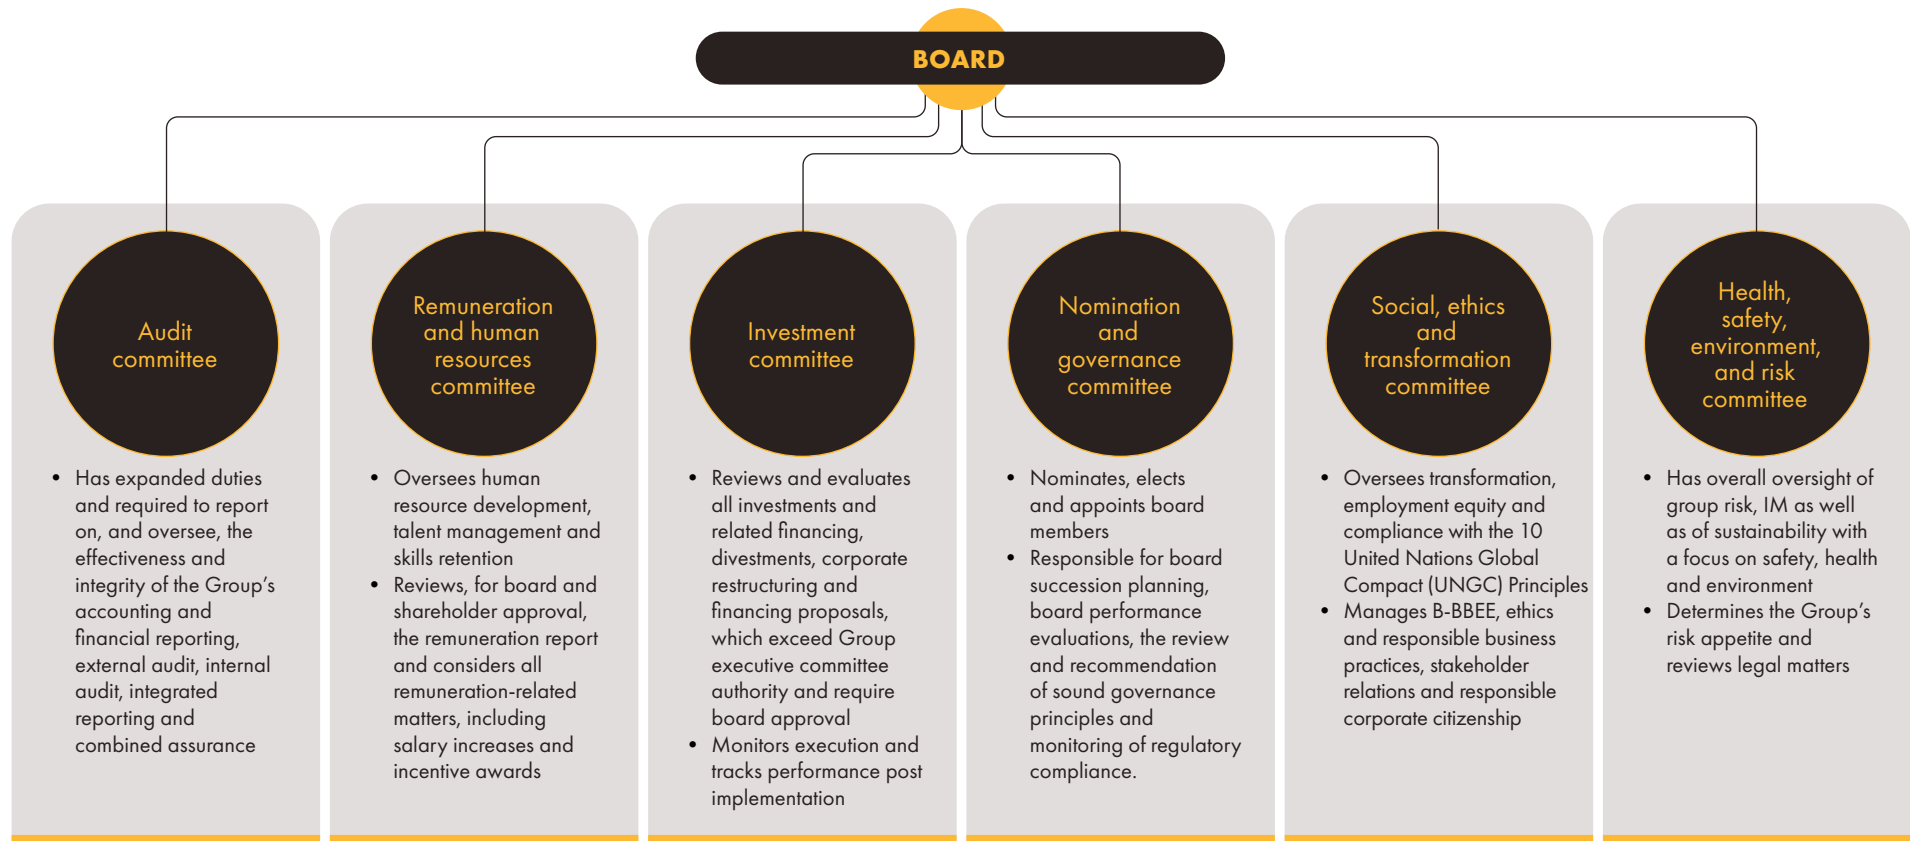 BOARD
Audit
committee
• Has expanded duties
and required to report
on, and oversee, the
effectiveness and
integrity of the Group's
accounting and
financial reporting,
external audit, internal
audit, integrated
reporting and
combined assurance
Remuneration
and human
resources
committee
• Oversees human
resource development,
talent management and
skills retention
• Reviews, for board and
shareholder approval,
the remuneration report
and considers all
remuneration-related
matters, including
salary increases and
incentive awards
Investment
committee
• Reviews and evaluates
all investments and
related financing,
divestments, corporate
restructuring and
financing proposals,
which exceed Group
executive committee
authority and require
board approval
• Monitors execution and
tracks performance post
implementation
Nomination
and
governance
committee
• Nominates, elects
and appoints board
members
• Responsible for board
succession planning,
board performance
evaluations, the review
and recommendation
of sound governance
principles and
monitoring of regulatory
compliance.
Social, ethics
and
transformation
committee
• Oversees transformation,
employment equity and
compliance with the 10
United Nations Global
Compact (UNGC) Principles
• Manages B-BBEE, ethics
and responsible business
practices, stakeholder
relations and responsible
corporate citizenship
Health,
safety,
environment,
and risk
committee
• Has overall oversight of
group risk, IM as well
as of sustainability with
a focus on safety, health
and environment
• Determines the Group's
risk appetite and
reviews legal matters